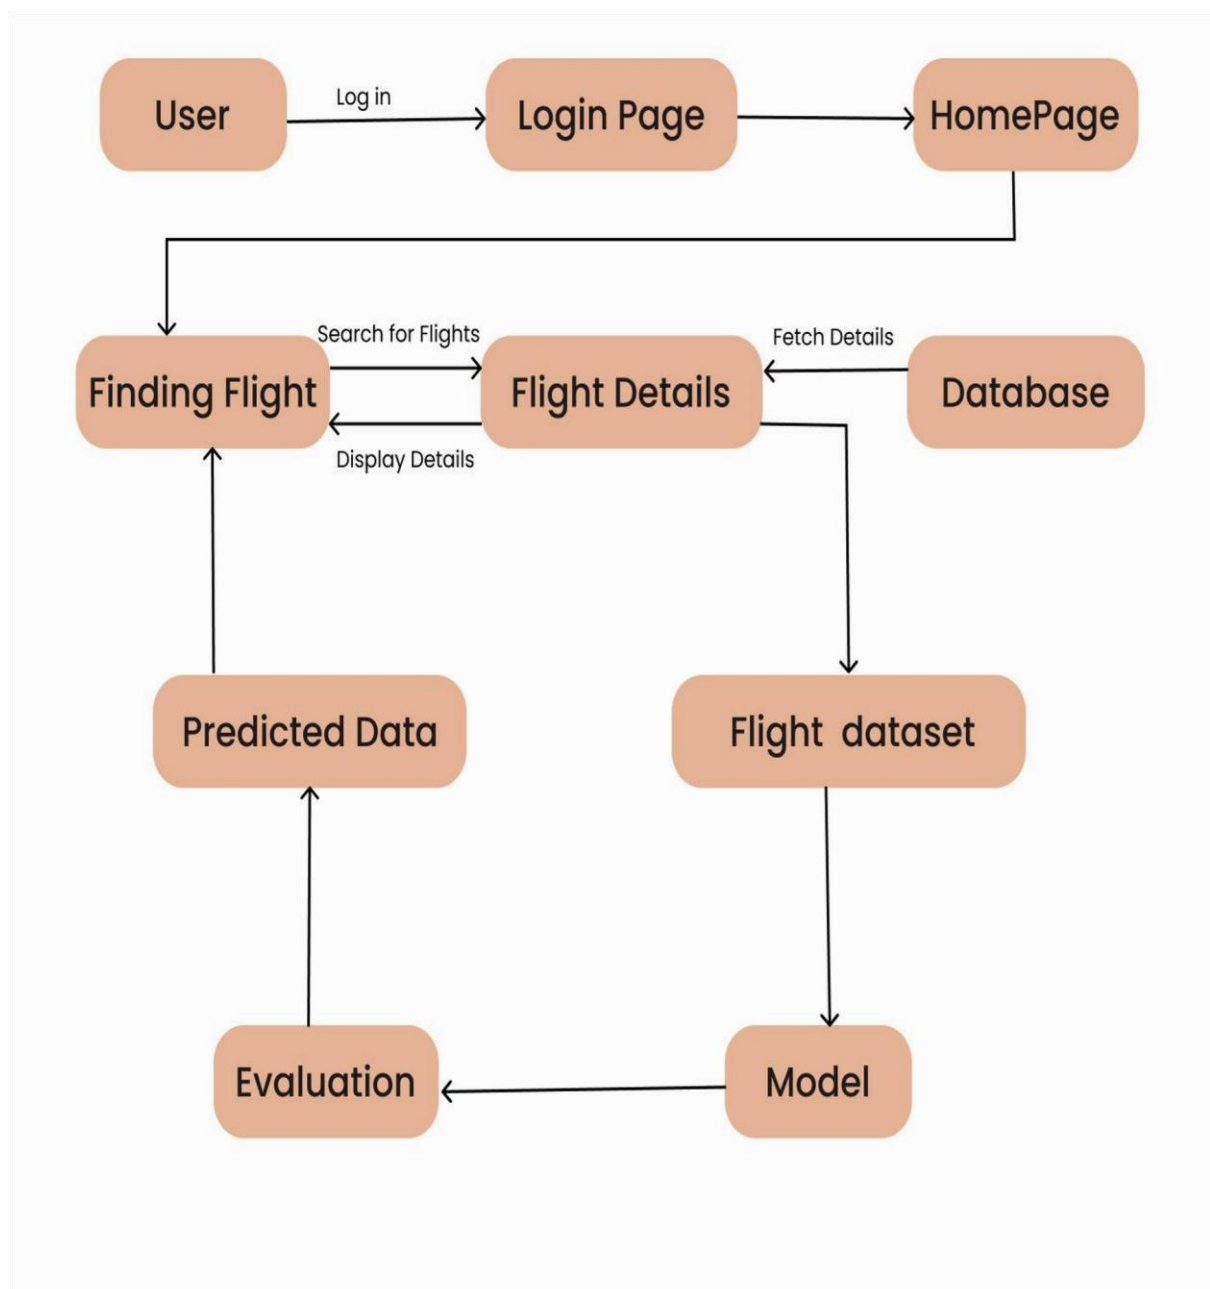 User
Log in
Login Page
HomePage
Search for Flights
Fetch Details
Finding Flight
Flight Details
Database
Display Details
Predicted Data
Flight dataset
Evaluation
Model